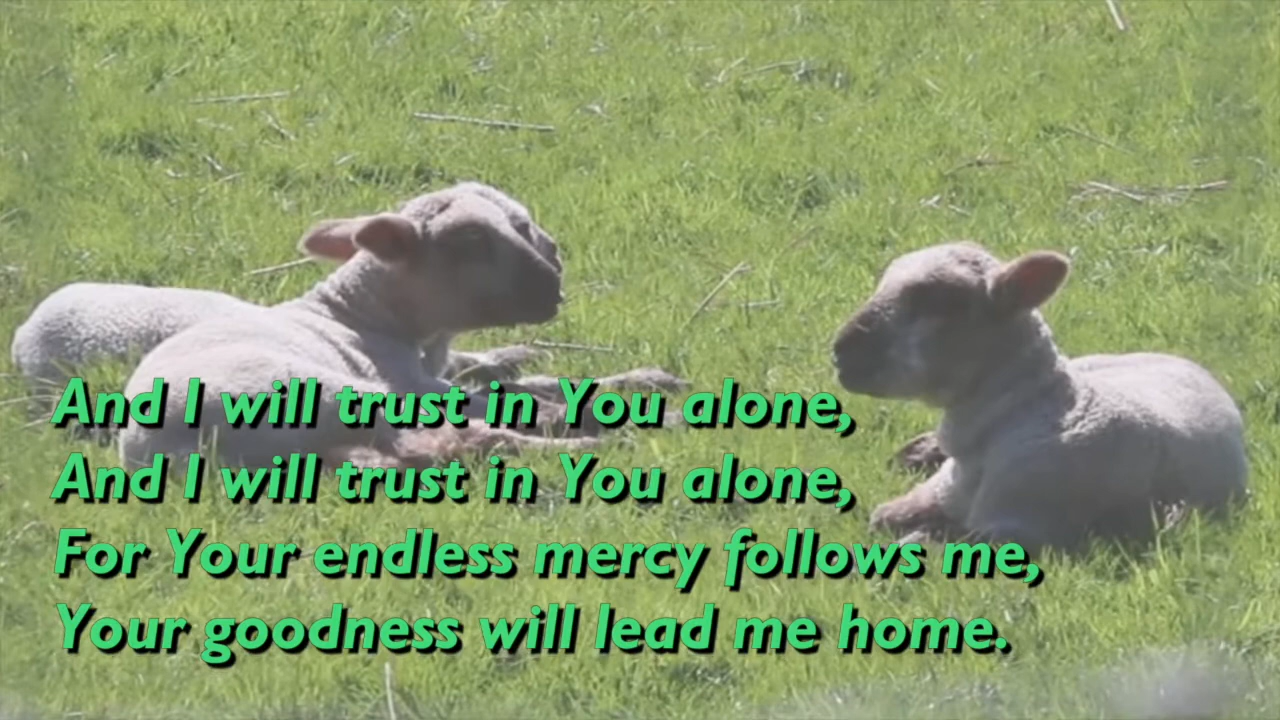 And I will trust in You alone,
And I will trust in You alone,
For Your endless mercy follows me,
Your goodness will lead me home.